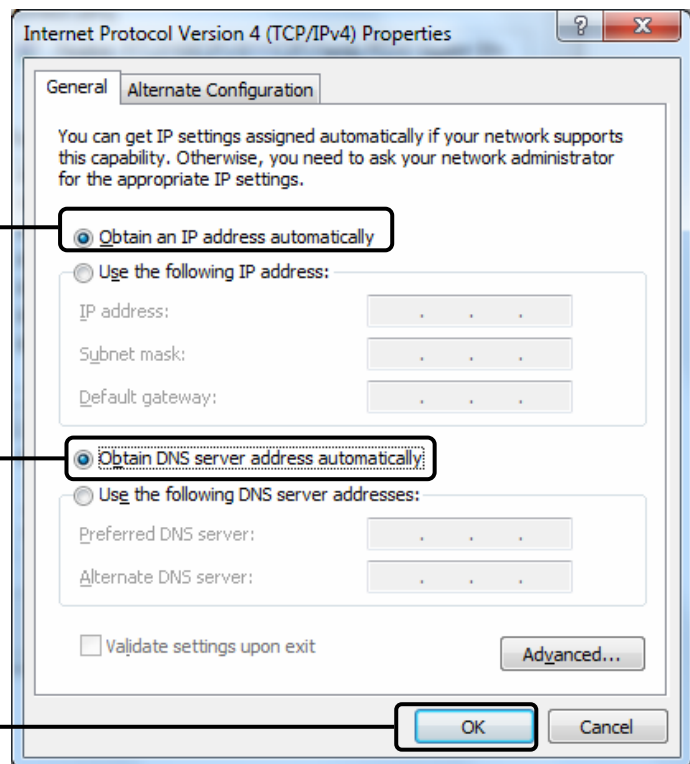 Internet Protocol Version 4 (TCP/IPv4) Properties
General
Alternate Configuration
You can get IP settings assigned automatically if your network supports
this capability. Otherwise, you need to ask your network administrator
for the appropriate IP settings.
Obtain an IP address automatically
Use the following IP address:
IP address:
Subnet mask:
Default gateway:
Obtain DNS server address automatically
Use the following DNS server addresses:
Preferred DNS server:
Alternate DNS server:
Validate settings upon exit
Advanced...
OK
Cancel